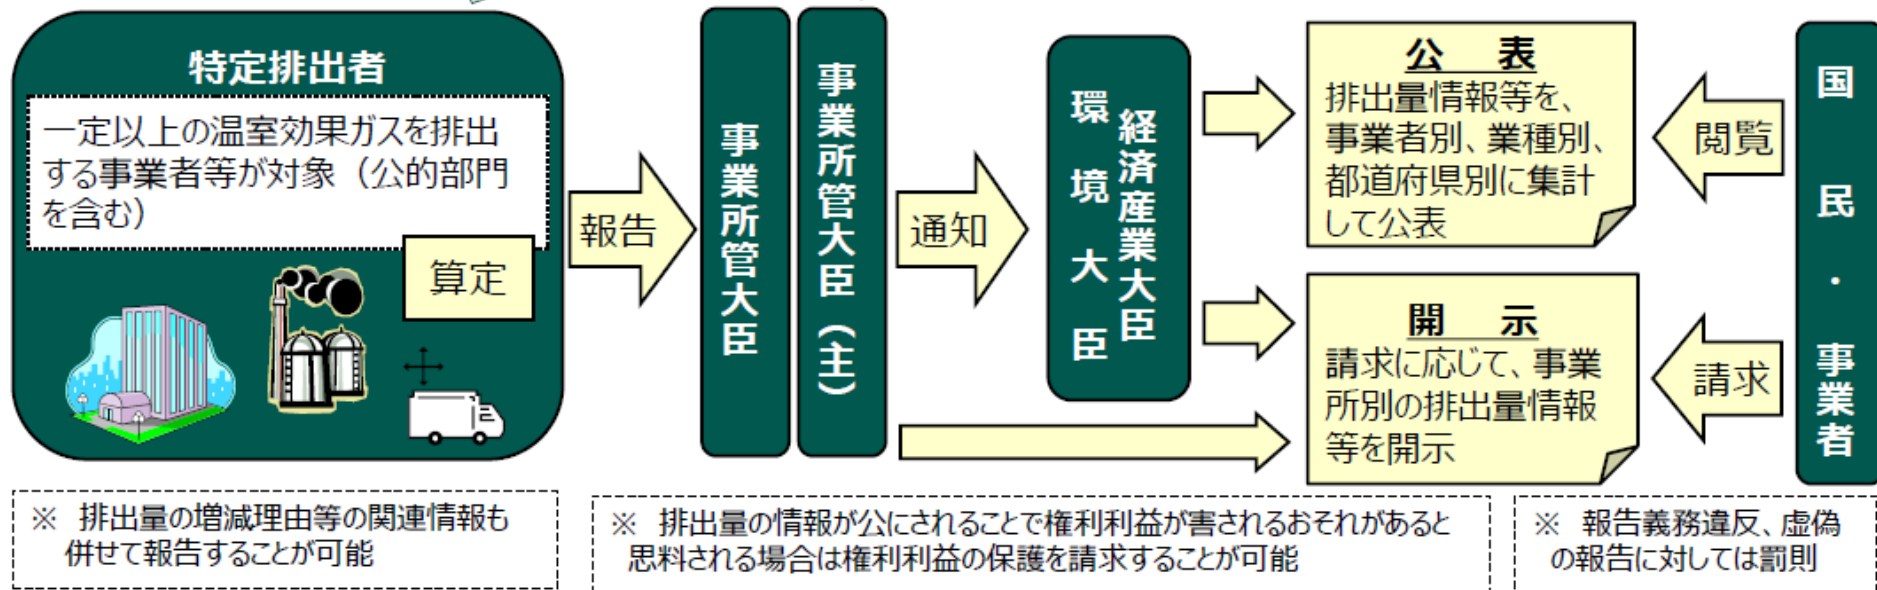 特定排出者
一定以上の温室効果ガスを排出
する事業者等が対象（公的部門
を含む）
算定
報告
事業所管大臣
事業所管大臣（主）
通知
環境大臣
経済産業大臣
公　表
排出量情報等を、
事業者別、業種別、
都道府県別に集計
して公表
開　示
請求に応じて、事業
所別の排出量情報
等を開示
閲覧
請求
国民・事業者
※　排出量の増減理由等の関連情報も
併せて報告することが可能
※　排出量の情報が公にされることで権利利益が害されるおそれがあると
思料される場合は権利利益の保護を請求することが可能
※　報告義務違反、虚偽
の報告に対しては罰則